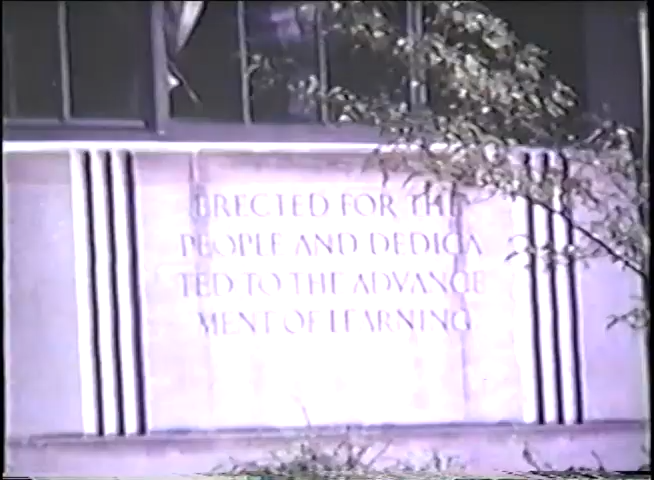 ERECTED FOR THE
PEOPLE AND DEDICA
TED TO THE ADVANCE
MENT OF LEARNING